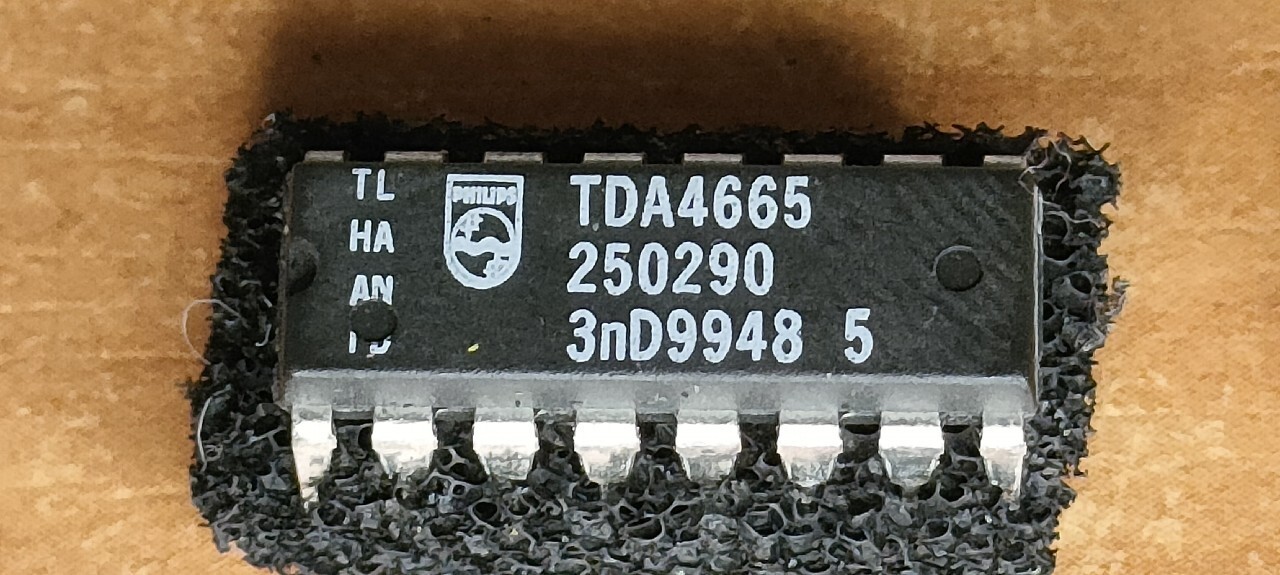 TL
HA
AN
PHILIPS
TDA4665
250290
3nD9948 5